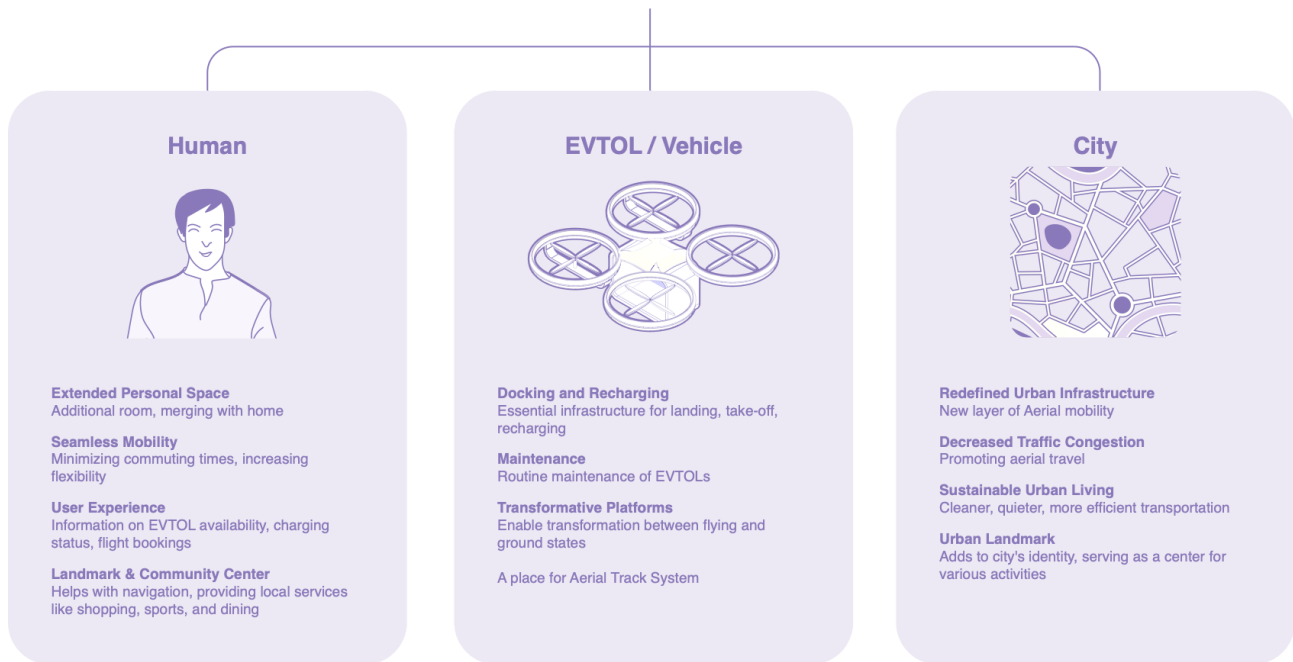 Human
Extended Personal Space
Additional room, merging with home
Seamless Mobility
Minimizing commuting times, increasing
flexibility
User Experience
Information on EVTOL availability, charging
status, flight bookings
Landmark & Community Center
Helps with navigation, providing local services
like shopping, sports, and dining
EVTOL / Vehicle
Docking and Recharging
Essential infrastructure for landing, take-off,
recharging
Maintenance
Routine maintenance of EVTOLs
Transformative Platforms
Enable transformation between flying and
ground states
A place for Aerial Track System
City
Redefined Urban Infrastructure
New layer of Aerial mobility
Decreased Traffic Congestion
Promoting aerial travel
Sustainable Urban Living
Cleaner, quieter, more efficient transportation
Urban Landmark
Adds to city's identity, serving as a center for
various activities